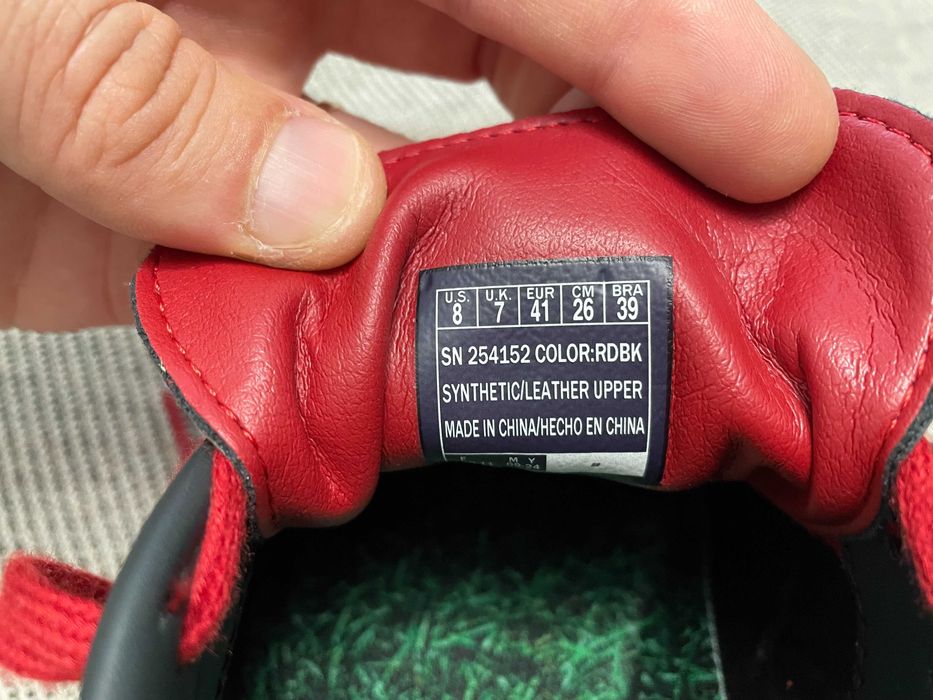 U.S. U.K. EUR CM BRA
8 7 41 26 39
SN 254152 COLOR:RDBK
SYNTHETIC/LEATHER UPPER
MADE IN CHINA/HECHO EN CHINA
F M Y